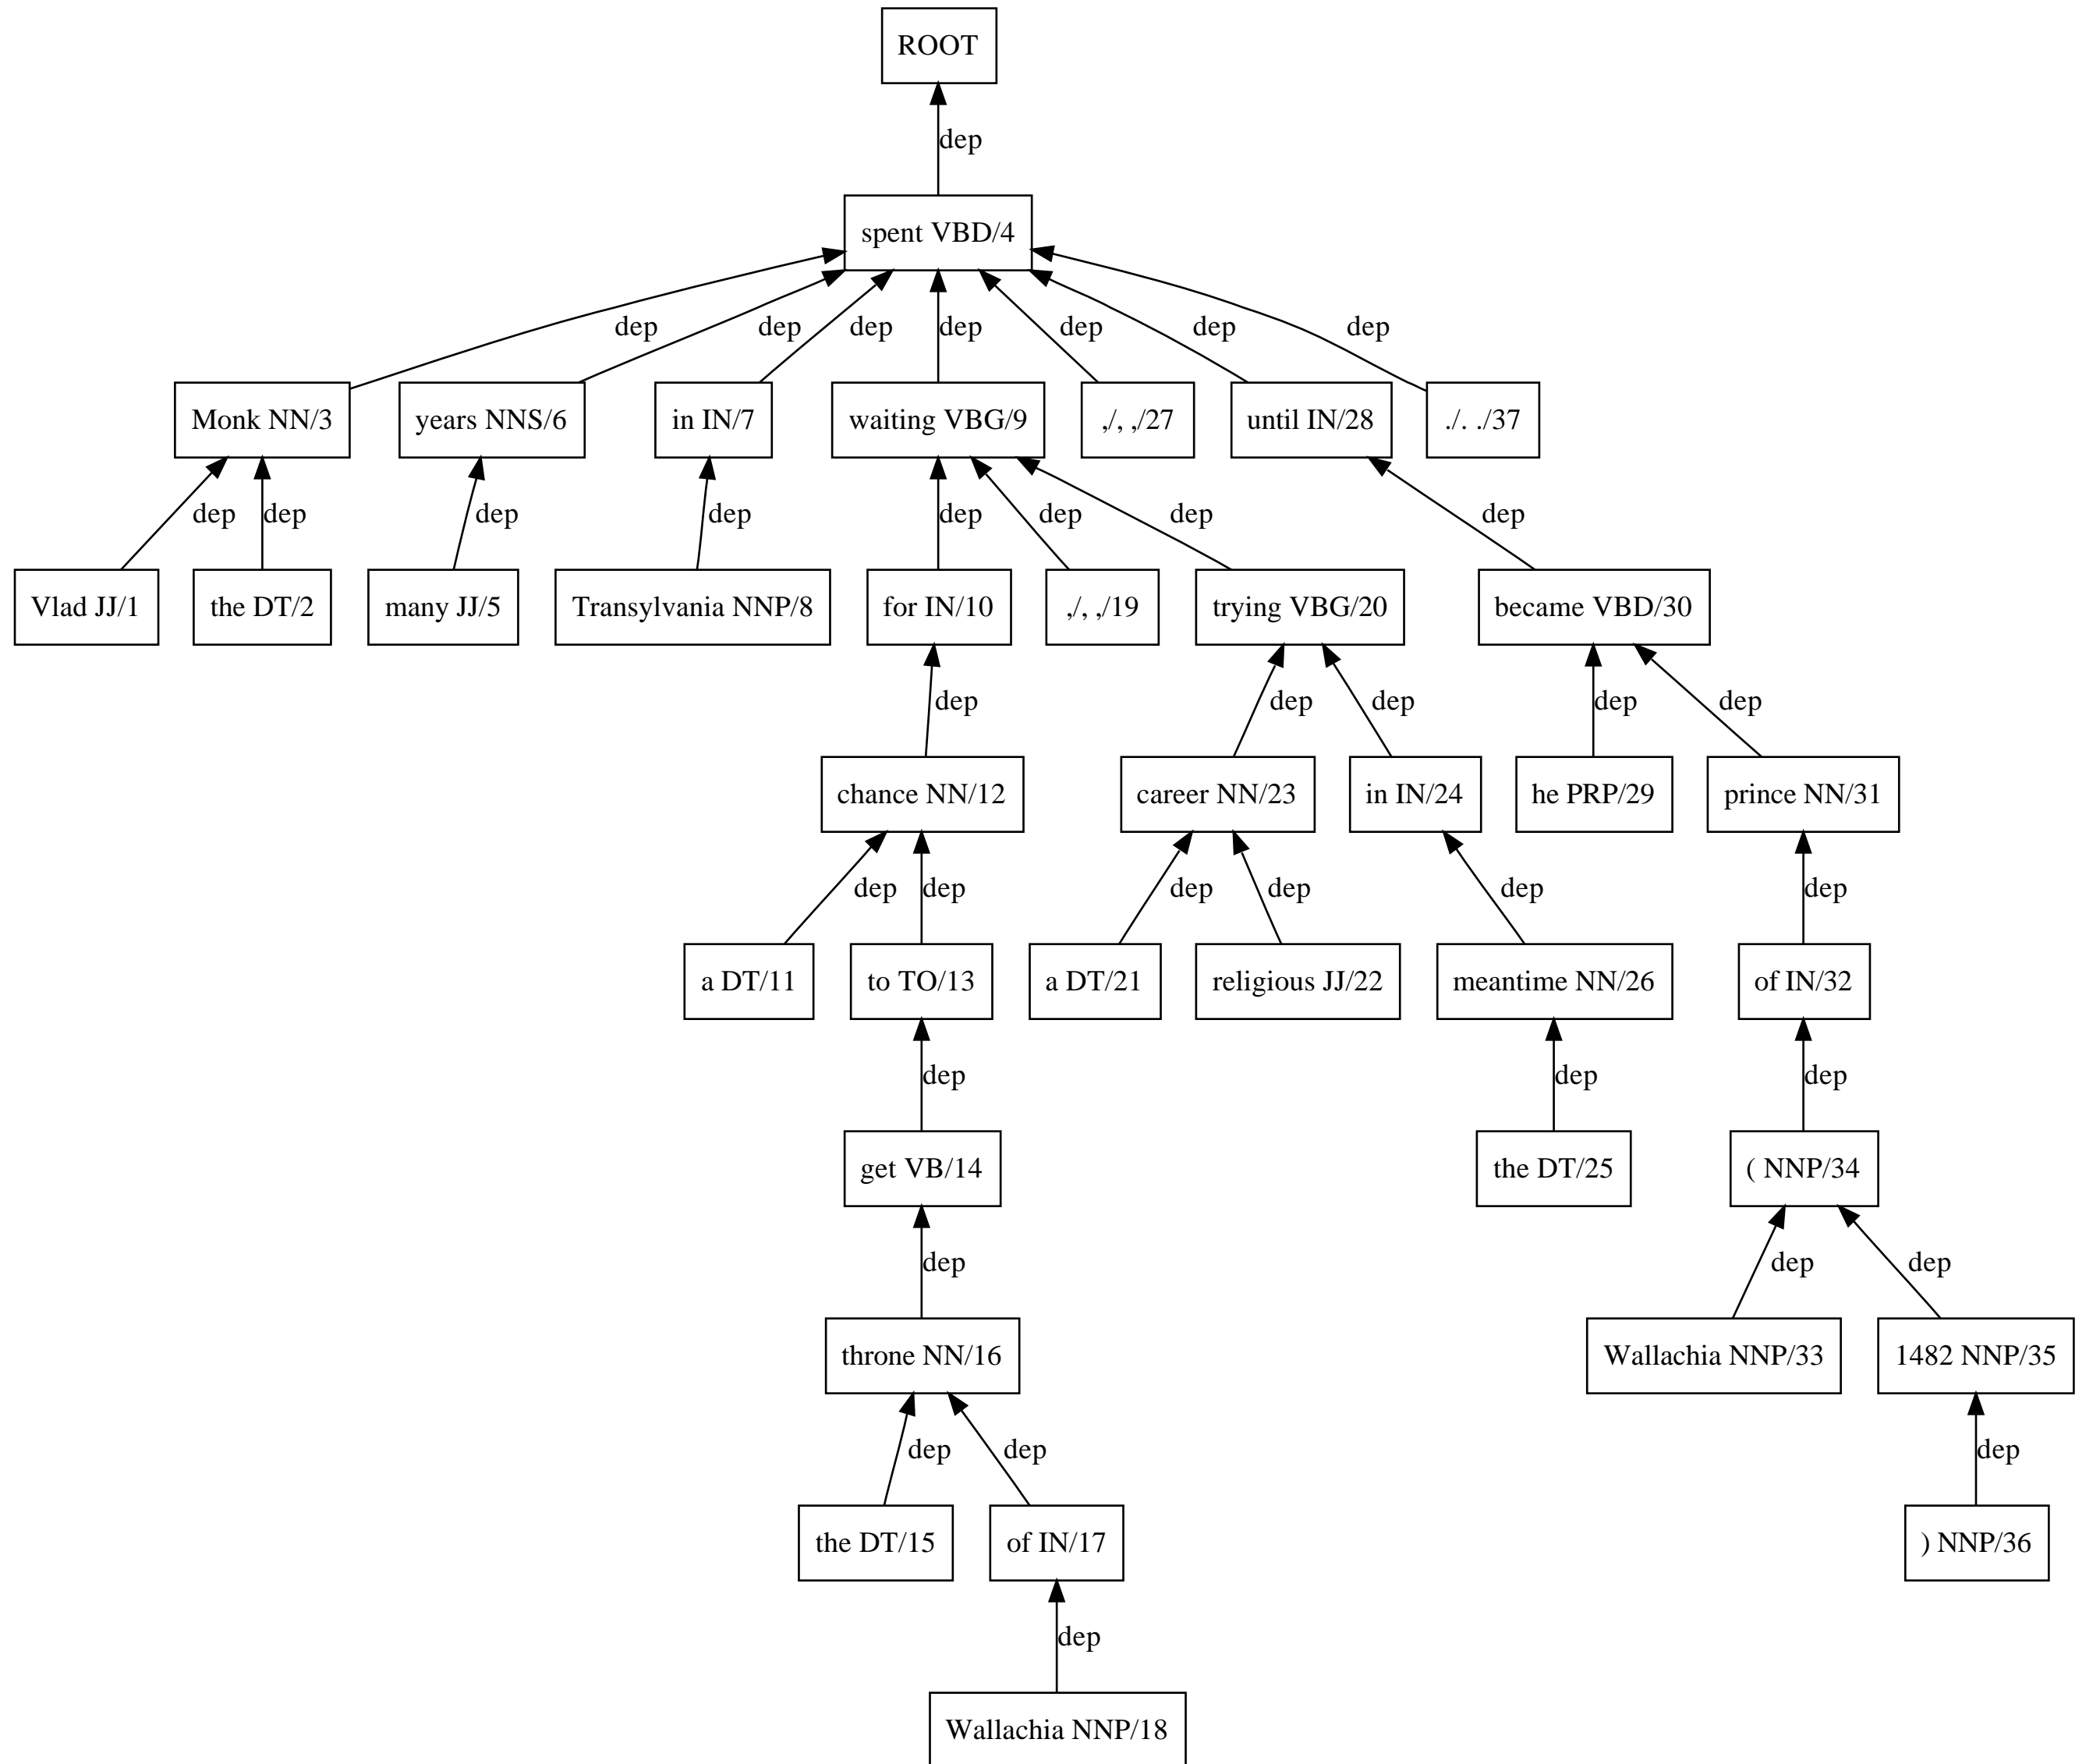 ROOT
dep
spent VBD/4
dep dep dep dep dep dep dep
Monk NN/3 years NNS/6 in IN/7 waiting VBG/9 ,/, ,/27 until IN/28 ./. ./37
dep dep dep dep dep dep dep dep
Vlad JJ/1 the DT/2 many JJ/5 Transylvania NNP/8 for IN/10 ,/, ,/19 trying VBG/20 became VBD/30
dep dep dep dep dep
chance NN/12 career NN/23 in IN/24 he PRP/29 prince NN/31
dep dep dep dep dep dep
a DT/11 to TO/13 a DT/21 religious JJ/22 meantime NN/26 of IN/32
dep dep dep
get VB/14 the DT/25 ( NNP/34
dep dep dep
throne NN/16 Wallachia NNP/33 1482 NNP/35
dep dep dep
the DT/15 of IN/17 ) NNP/36
dep
Wallachia NNP/18